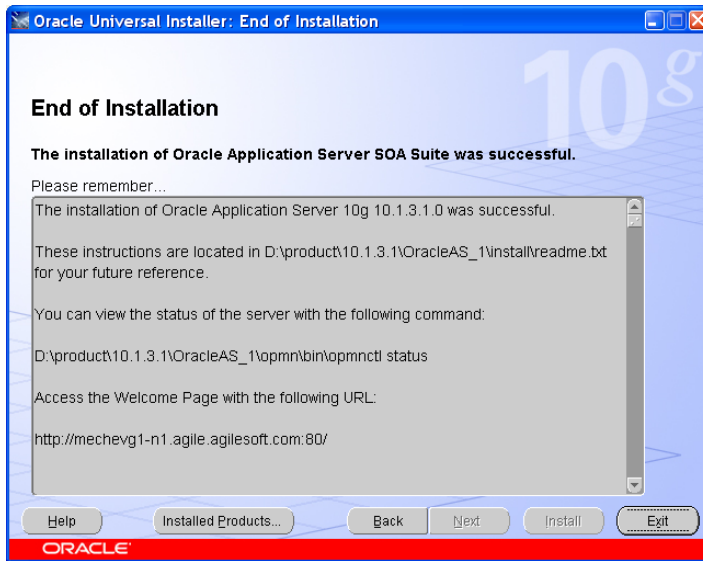 Oracle Universal Installer: End of Installation
10g
End of Installation
The installation of Oracle Application Server SOA Suite was successful.
Please remember...
The installation of Oracle Application Server 10g 10.1.3.1.0 was successful.
These instructions are located in D:\product\10.1.3.1\OracleAS_1\install\readme.txt
for your future reference.
You can view the status of the server with the following command:
D:\product\10.1.3.1\OracleAS_1\opmn\bin\opmnctl status
Access the Welcome Page with the following URL:
http://mechevg1-n1.agile.agilesoft.com:80/
Help Installed Products... Back Next Install Exit
ORACLE